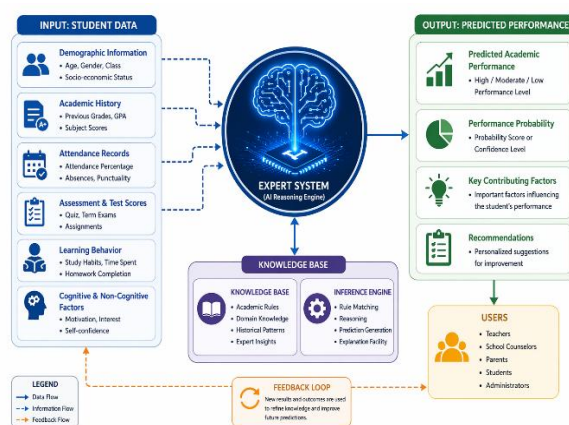 INPUT: STUDENT DATA
Demographic Information
• Age, Gender, Class
• Socio-economic Status
Academic History
• Previous Grades, GPA
• Subject Scores
Attendance Records
• Attendance Percentage
• Absences, Punctuality
Assessment & Test Scores
• Quiz, Term Exams
• Assignments
Learning Behavior
• Study Habits, Time Spent
• Homework Completion
Cognitive & Non-Cognitive
Factors
• Motivation, Interest
• Self-confidence
LEGEND
Data Flow
Information Flow
Feedback Flow
EXPERT SYSTEM
(AI Reasoning Engine)
KNOWLEDGE BASE
KNOWLEDGE BASE
• Academic Rules
• Domain Knowledge
• Historical Patterns
• Expert Insights
INFERENCE ENGINE
• Rule Matching
• Reasoning
• Prediction Generation
• Explanation Facility
FEEDBACK LOOP
New results and outcomes are used
to refine knowledge and improve
future predictions.
OUTPUT: PREDICTED PERFORMANCE
Predicted Academic
Performance
• High / Moderate / Low
Performance Level
Performance Probability
• Probability Score or
Confidence Level
Key Contributing Factors
• Important factors influencing
the student's performance
Recommendations
• Personalized suggestions
for improvement
USERS
• Teachers
• School Counselors
• Parents
• Students
• Administrators
A+